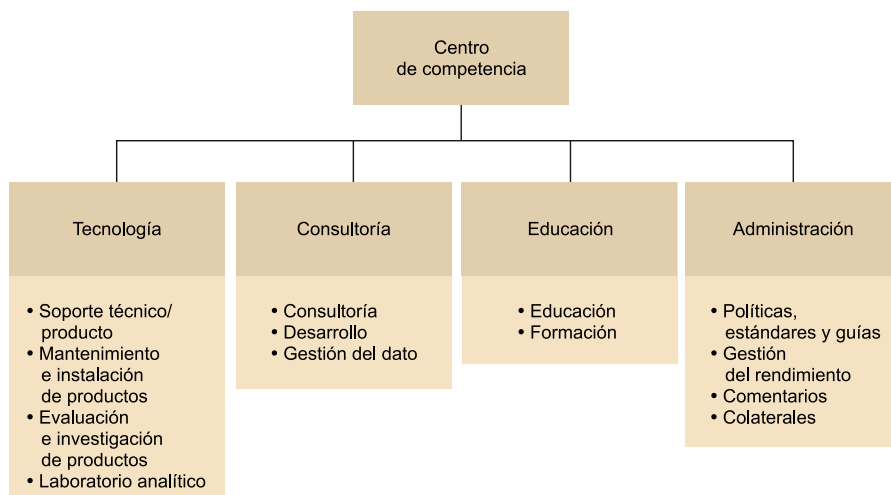 Centro
de competencia
Tecnología
• Soporte técnico/
producto
• Mantenimiento
e instalación
de productos
• Evaluación
e investigación
de productos
• Laboratorio analítico
Consultoría
• Consultoría
• Desarrollo
• Gestión del dato
Educación
• Educación
• Formación
Administración
• Políticas,
estándares y guías
• Gestión
del rendimiento
• Comentarios
• Colaterales